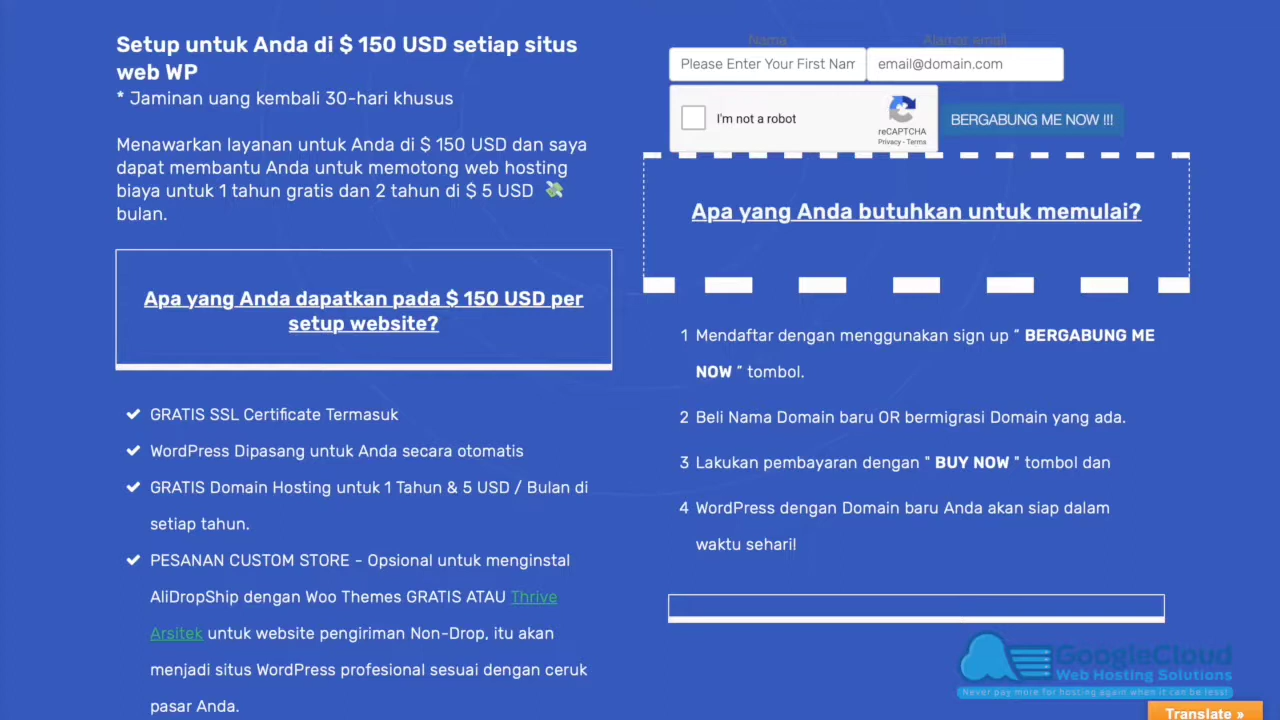 Setup untuk Anda di $ 150 USD setiap situs
web WP
* Jaminan uang kembali 30-hari khusus
Menawarkan layanan untuk Anda di $ 150 USD dan saya
dapat membantu Anda untuk memotong web hosting
biaya untuk 1 tahun gratis dan 2 tahun di $ 5 USD 💸
bulan.
Apa yang Anda dapatkan pada $ 150 USD per
setup website?
GRATIS SSL Certificate Termasuk
WordPress Dipasang untuk Anda secara otomatis
GRATIS Domain Hosting untuk 1 Tahun & 5 USD / Bulan di
setiap tahun.
PESANAN CUSTOM STORE - Opsional untuk menginstal
AliDropShip dengan Woo Themes GRATIS ATAU Thrive
Arsitek untuk website pengiriman Non-Drop, itu akan
menjadi situs WordPress profesional sesuai dengan ceruk
pasar Anda.
Nama
Alamat email
Please Enter Your First Nam
email@domain.com
I'm not a robot
reCAPTCHA
Privacy - Terms
BERGABUNG ME NOW !!!
Apa yang Anda butuhkan untuk memulai?
1 Mendaftar dengan menggunakan sign up " BERGABUNG ME
NOW " tombol.
2 Beli Nama Domain baru OR bermigrasi Domain yang ada.
3 Lakukan pembayaran dengan " BUY NOW " tombol dan
4 WordPress dengan Domain baru Anda akan siap dalam
waktu sehari!
GoogleCloud
Web Hosting Solutions
Never pay more for hosting again when it can be less!
Translate »